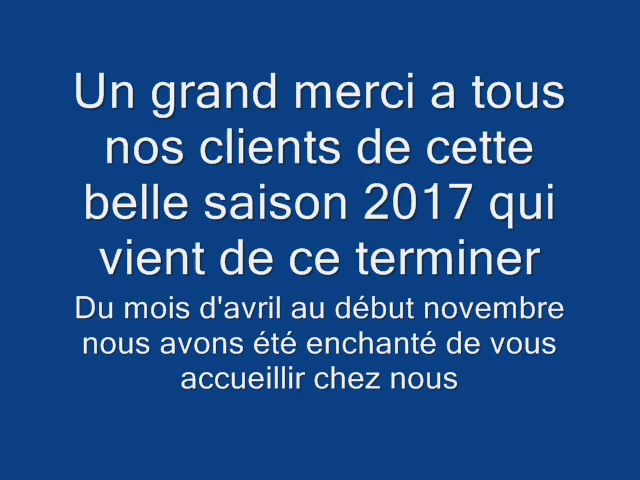 Un grand merci a tous
nos clients de cette
belle saison 2017 qui
vient de ce terminer
Du mois d'avril au début novembre
nous avons été enchanté de vous
accueillir chez nous